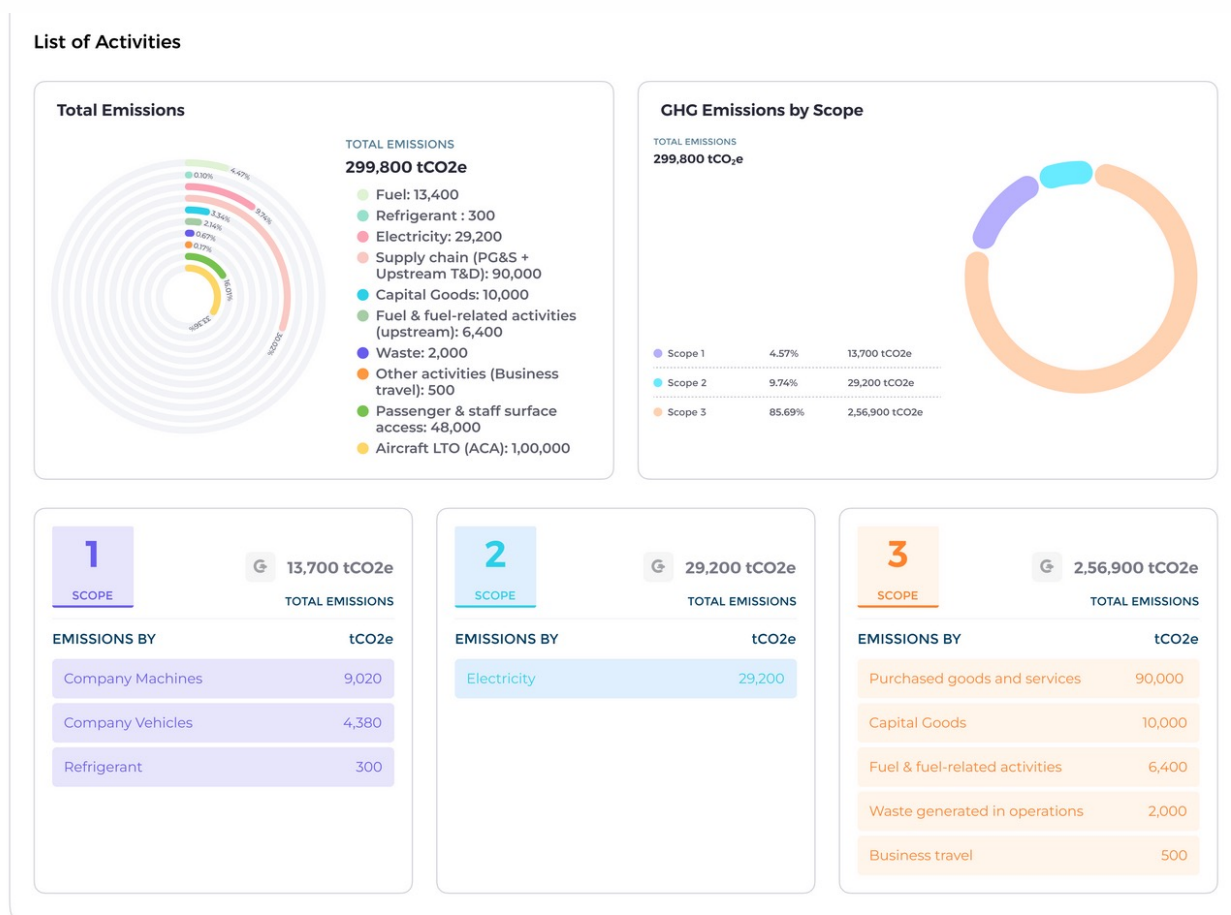 List of Activities
Total Emissions
4.47%
0.10%
9.74%
30.02%
3.34%
2.14%
0.67%
0.17%
16.01%
33.36%
TOTAL EMISSIONS
299,800 tCO2e
Fuel: 13,400
Refrigerant : 300
Electricity: 29,200
Supply chain (PG&S +
Upstream T&D): 90,000
Capital Goods: 10,000
Fuel & fuel-related activities
(upstream): 6,400
Waste: 2,000
Other activities (Business
travel): 500
Passenger & staff surface
access: 48,000
Aircraft LTO (ACA): 1,00,000
GHG Emissions by Scope
TOTAL EMISSIONS
299,800 tCO₂e
Scope 1 4.57% 13,700 tCO2e
Scope 2 9.74% 29,200 tCO2e
Scope 3 85.69% 2,56,900 tCO2e
1
SCOPE
13,700 tCO2e
TOTAL EMISSIONS
EMISSIONS BY tCO2e
Company Machines 9,020
Company Vehicles 4,380
Refrigerant 300
2
SCOPE
29,200 tCO2e
TOTAL EMISSIONS
EMISSIONS BY tCO2e
Electricity 29,200
3
SCOPE
2,56,900 tCO2e
TOTAL EMISSIONS
EMISSIONS BY tCO2e
Purchased goods and services 90,000
Capital Goods 10,000
Fuel & fuel-related activities 6,400
Waste generated in operations 2,000
Business travel 500